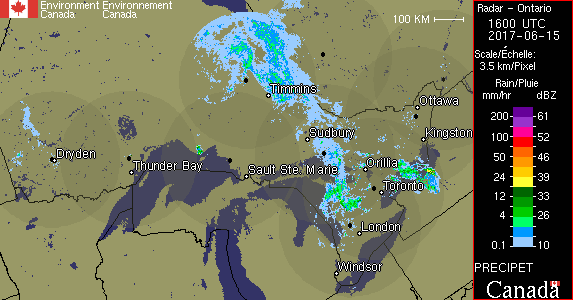 Environment Environnement
Canada Canada
100 KM
Timmins
Ottawa
Sudbury
Kingston
Dryden
Thunder Bay
Sault Ste. Marie
Orillia
Toronto
London
Windsor
Radar - Ontario
1600 UTC
2017-06-15
Scale/Échelle:
3.5 km/Pixel
Rain/Pluie
mm/hr dBZ
200 61
100 52
50 46
24 39
12 33
4 26
0.1 10
PRECIPET
Canada